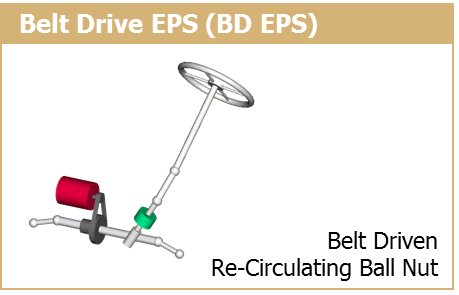 Belt Drive EPS (BD EPS)
Belt Driven
Re-Circulating Ball Nut